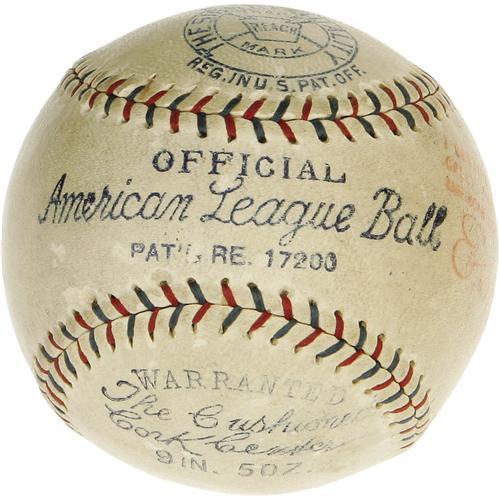 REACH
MARK
REG. IN U.S. PAT. OFF.
OFFICIAL
American League Ball
PAT'D. RE. 17200
WARRANTED
The Cushioned
Cork Center
9 IN. 5 OZ.